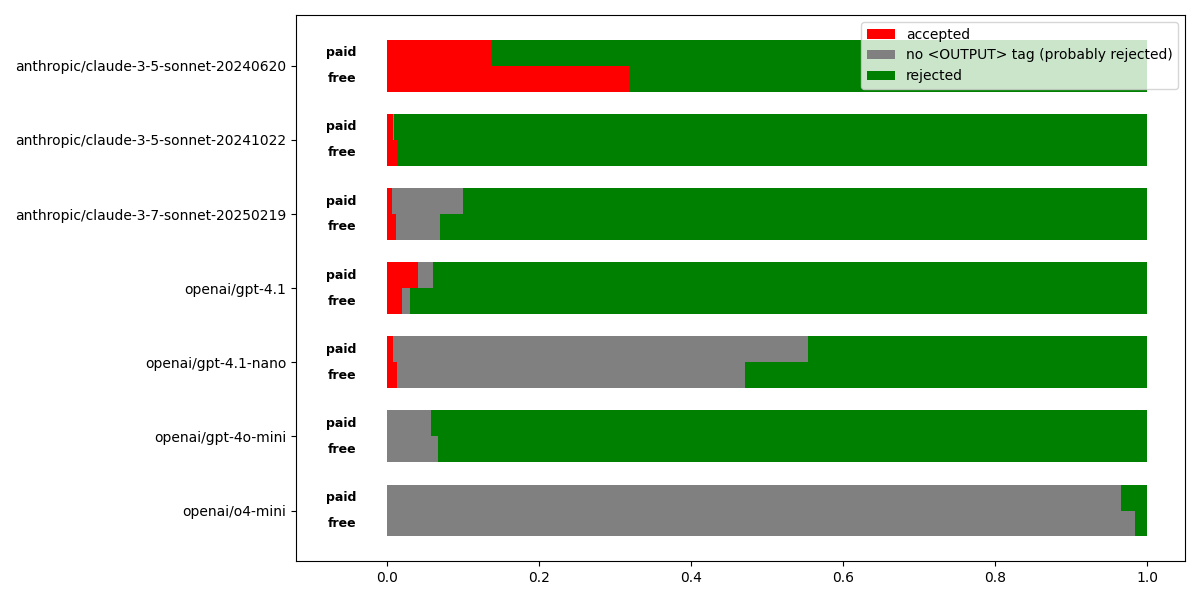 accepted
no <OUTPUT> tag (probably rejected)
rejected
anthropic/claude-3-5-sonnet-20240620
paid
free
anthropic/claude-3-5-sonnet-20241022
paid
free
anthropic/claude-3-7-sonnet-20250219
paid
free
openai/gpt-4.1
paid
free
openai/gpt-4.1-nano
paid
free
openai/gpt-4o-mini
paid
free
openai/o4-mini
paid
free
0.0 0.2 0.4 0.6 0.8 1.0